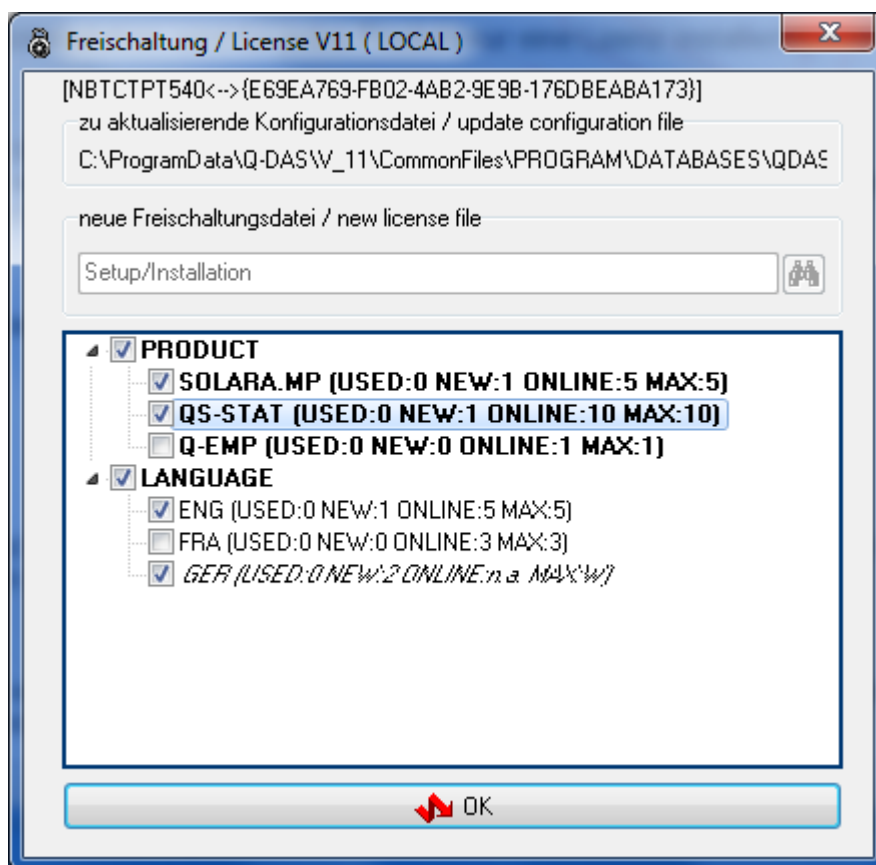 Freischaltung / License V11 ( LOCAL )
[NBTCTPT540<-->{E69EA769-FB02-4AB2-9E9B-176DBEABA173}]
zu aktualisierende Konfigurationsdatei / update configuration file
C:\ProgramData\Q-DAS\V_11\CommonFiles\PROGRAM\DATABASES\QDAS
neue Freischaltungsdatei / new license file
Setup/Installation
PRODUCT
SOLARA.MP (USED:0 NEW:1 ONLINE:5 MAX:5)
QS-STAT (USED:0 NEW:1 ONLINE:10 MAX:10)
Q-EMP (USED:0 NEW:0 ONLINE:1 MAX:1)
LANGUAGE
ENG (USED:0 NEW:1 ONLINE:5 MAX:5)
FRA (USED:0 NEW:0 ONLINE:3 MAX:3)
GER (USED:0 NEW:2 ONLINE:n.a. MAX:W)
OK